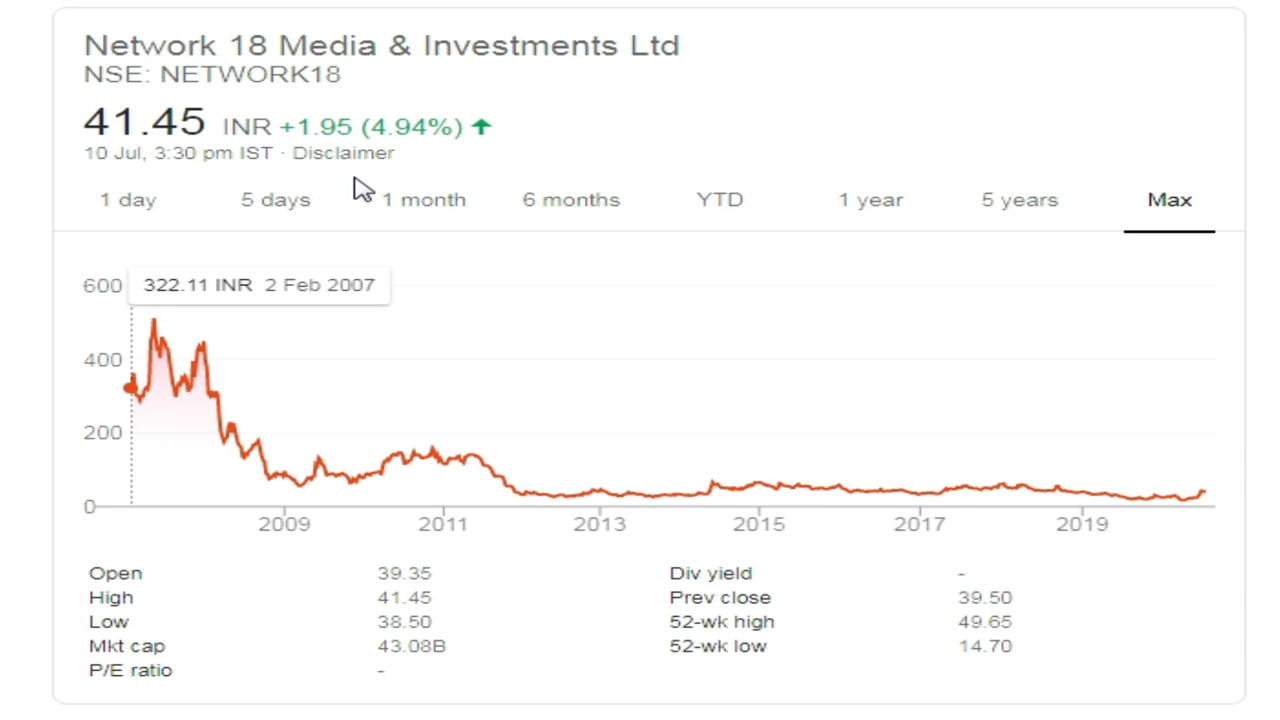 Network 18 Media & Investments Ltd
NSE: NETWORK18
41.45 INR +1.95 (4.94%)
10 Jul, 3:30 pm IST · Disclaimer
1 day 5 days 1 month 6 months YTD 1 year 5 years Max
322.11 INR 2 Feb 2007
600
400
200
0
2009 2011 2013 2015 2017 2019
Open 39.35 Div yield -
High 41.45 Prev close 39.50
Low 38.50 52-wk high 49.65
Mkt cap 43.08B 52-wk low 14.70
P/E ratio -